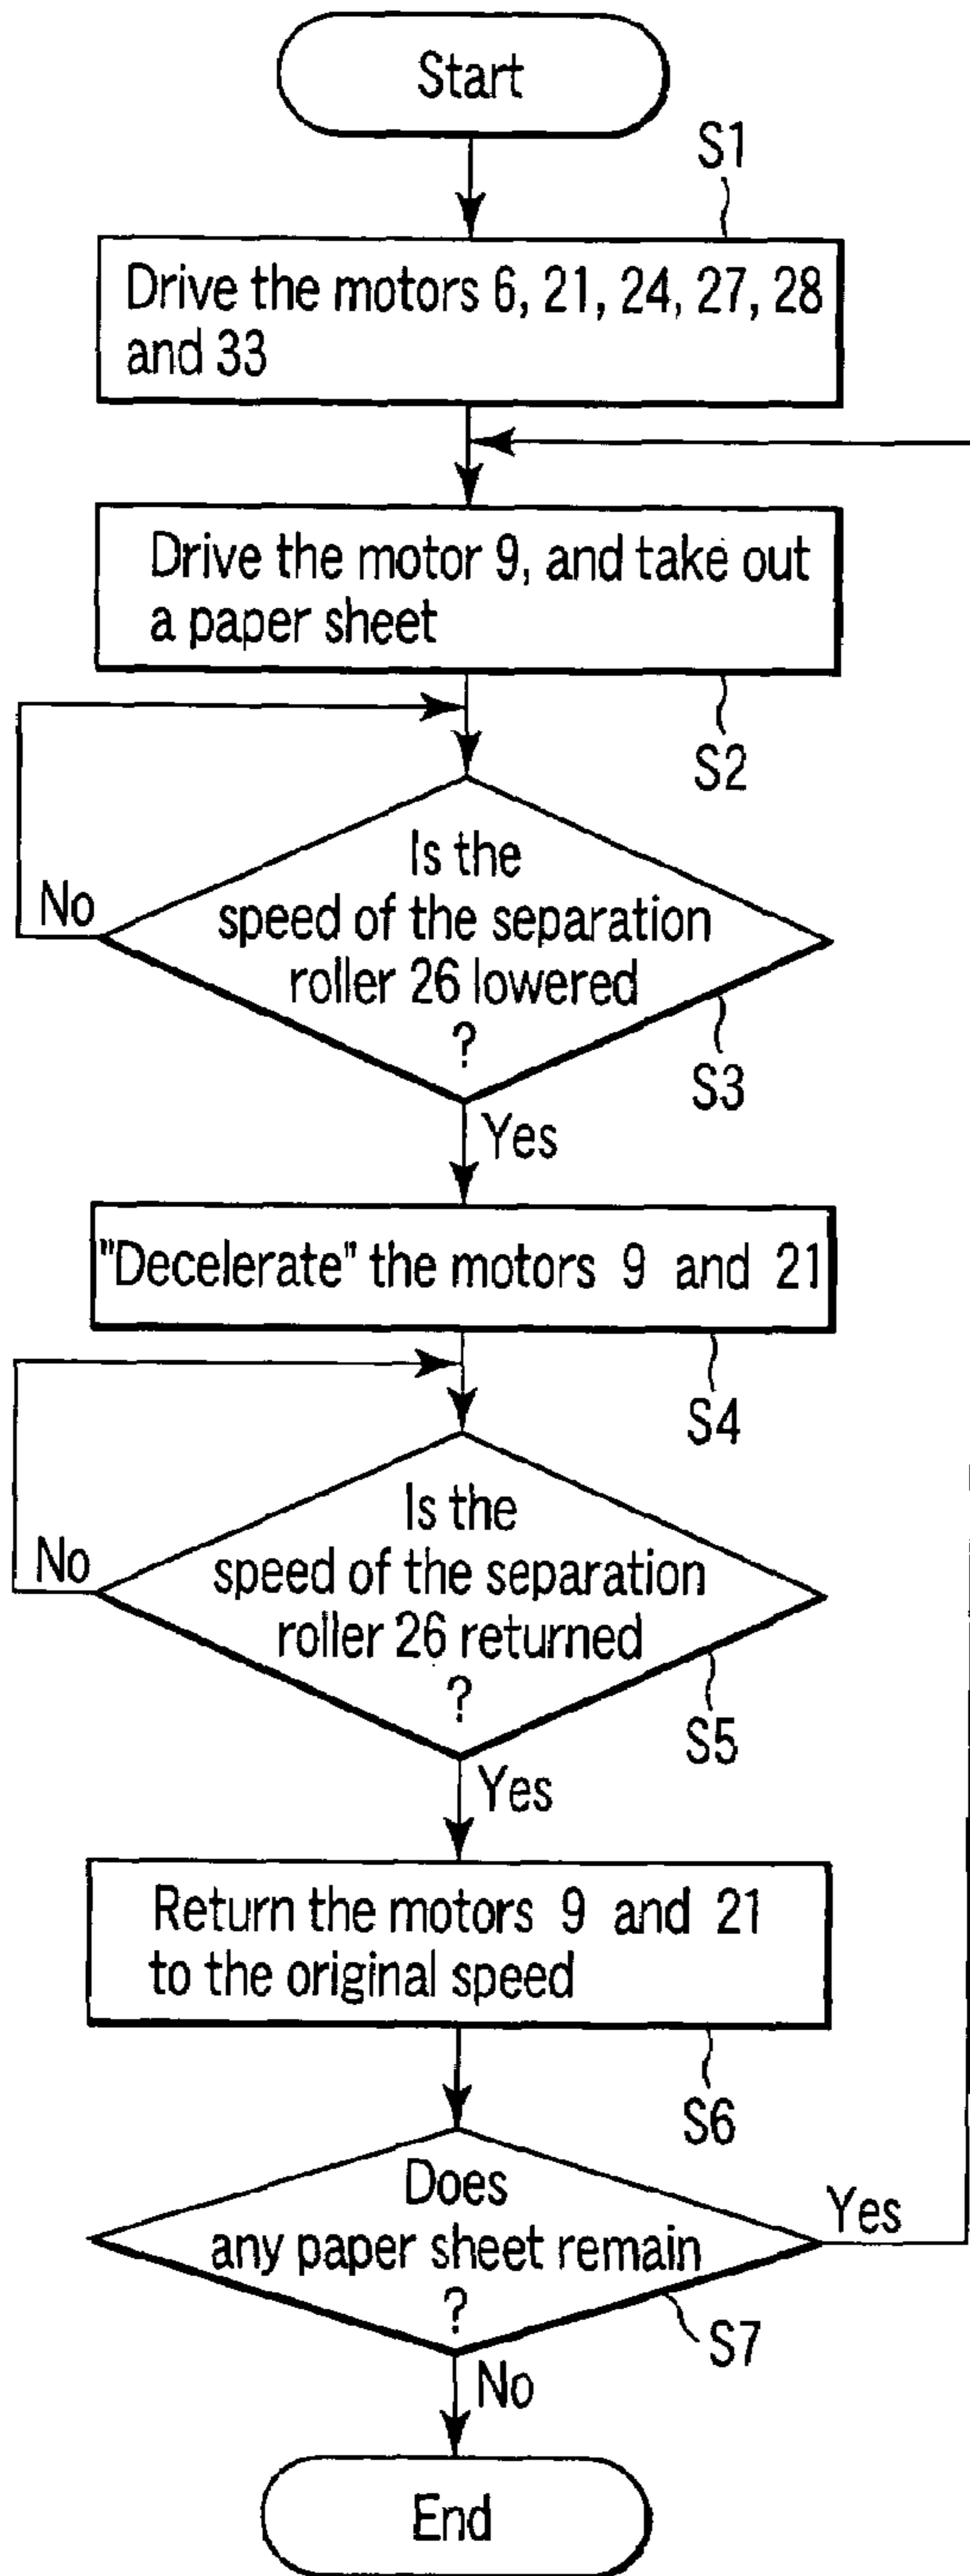 Start
S1
Drive the motors 6, 21, 24, 27, 28
and 33
Drive the motor 9, and take out
a paper sheet
S2
Is the
speed of the separation
roller 26 lowered
?
No
S3
Yes
"Decelerate" the motors 9 and 21
S4
Is the
speed of the separation
roller 26 returned
?
No
S5
Yes
Return the motors 9 and 21
to the original speed
S6
Does
any paper sheet remain
?
Yes
S7
No
End